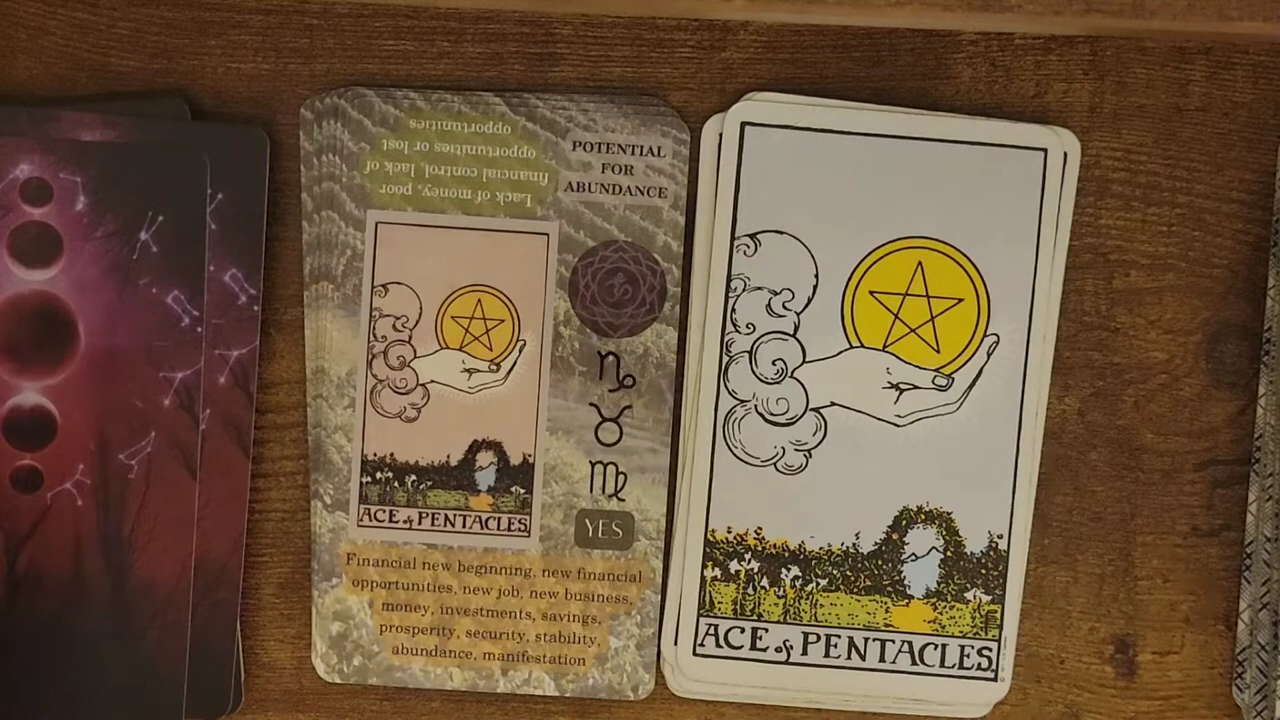 Lack of money, poor
financial control, lack of
opportunities or lost
opportunities
POTENTIAL
FOR
ABUNDANCE
ACE of PENTACLES.
YES
Financial new beginning, new financial
opportunities, new job, new business,
money, investments, savings,
prosperity, security, stability,
abundance, manifestation
ACE of PENTACLES.